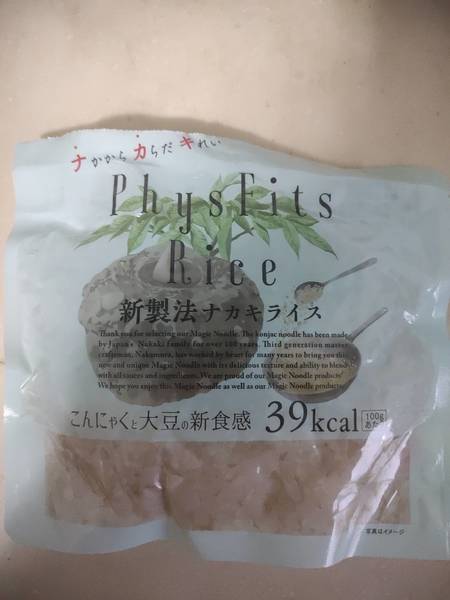 ナかから カらだ キれい
PhysFits
Rice
新製法ナカキライス
Thank you for selecting our Magic Noodle. The konjac noodle has been made
by Japan's Nakaki family for over 100 years. Third generation master
craftsman, Nakamura, has worked by heart for many years to bring you this
new and unique Magic Noodle with its delicious texture and ability to blend
with all sauces and ingredients. We are proud of our Magic Noodle products.
We hope you enjoy this Magic Noodle as well as our Magic Noodle products.
こんにゃくと大豆の新食感 39kcal 100gあたり
写真はイメージ